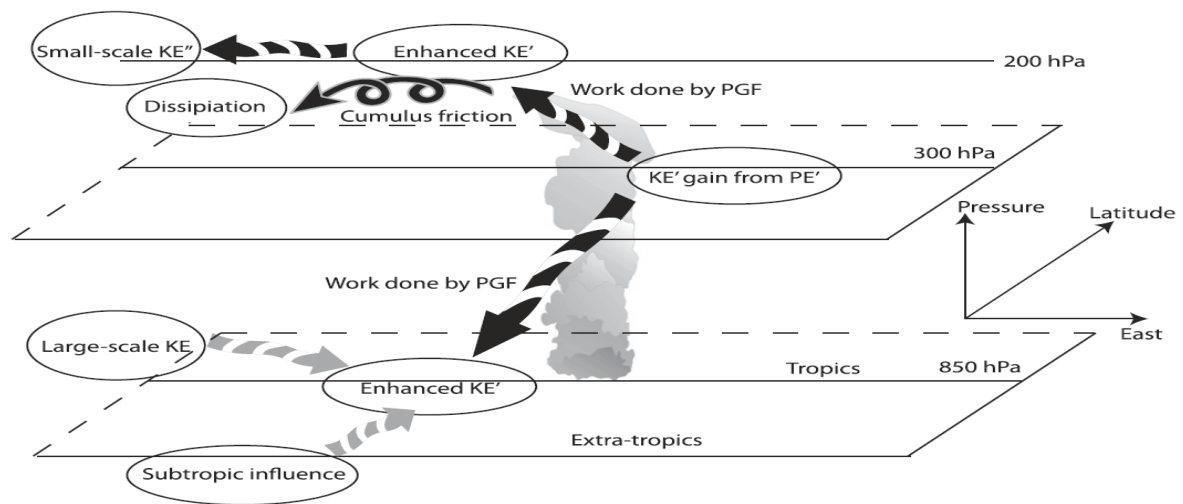 Small-scale KE″
Enhanced KE′
200 hPa
Work done by PGF
Dissipiation
Cumulus friction
300 hPa
KE′ gain from PE′
Pressure
Latitude
Work done by PGF
Large-scale KE
East
Tropics
850 hPa
Enhanced KE′
Extra-tropics
Subtropic influence